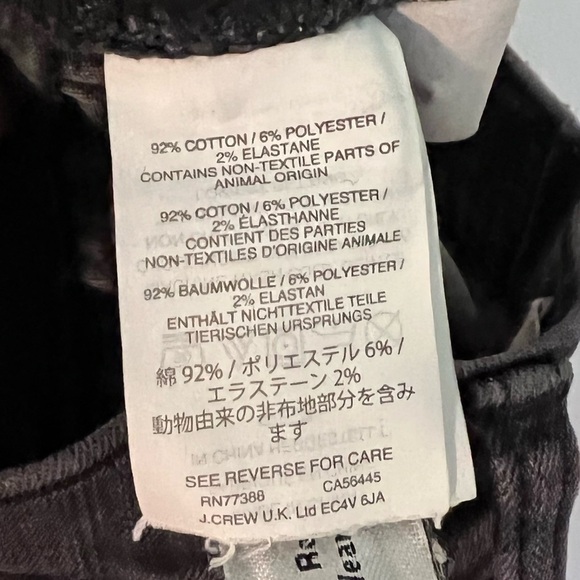 92% COTTON / 6% POLYESTER /
2% ELASTANE
CONTAINS NON-TEXTILE PARTS OF
ANIMAL ORIGIN
92% COTON / 6% POLYESTER /
2% ÉLASTHANNE
CONTIENT DES PARTIES
NON-TEXTILES D'ORIGINE ANIMALE
92% BAUMWOLLE / 6% POLYESTER /
2% ELASTAN
ENTHÄLT NICHTTEXTILE TEILE
TIERISCHEN URSPRUNGS
綿 92% / ポリエステル 6% /
エラステーン 2%
動物由来の非布地部分を含み
ます
SEE REVERSE FOR CARE
RN77388 CA56445
J.CREW U.K. Ltd EC4V 6JA